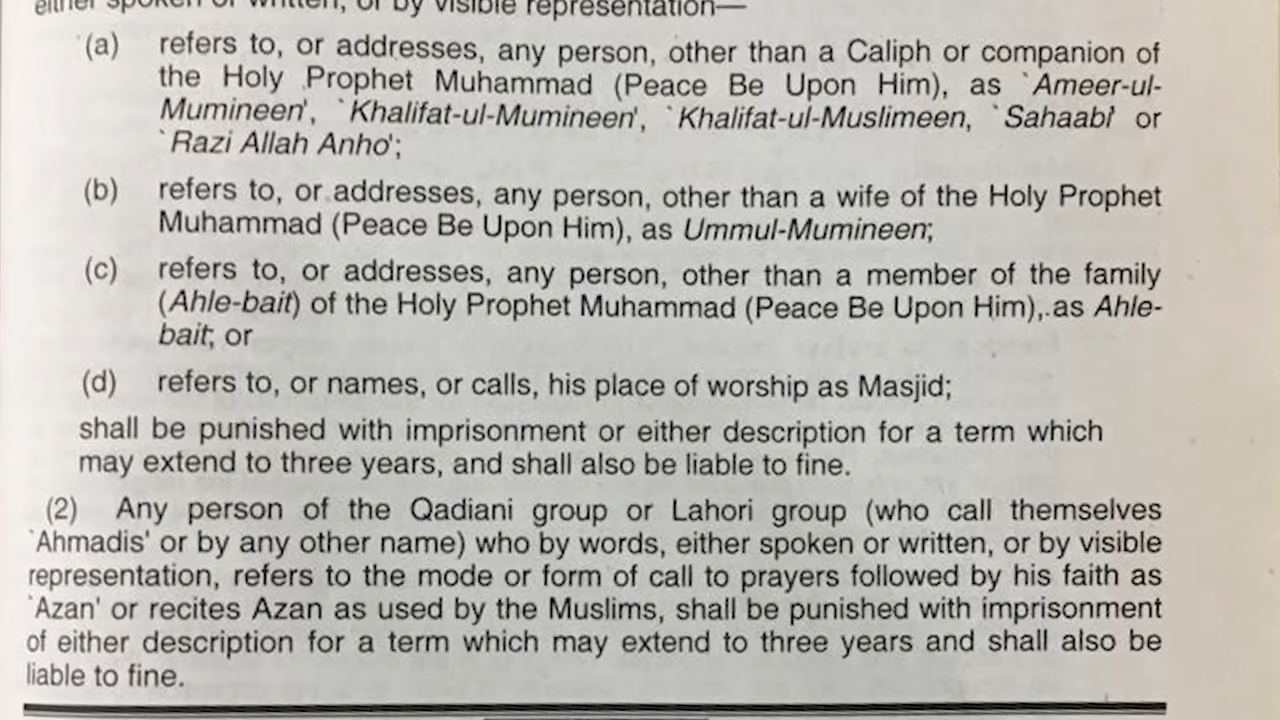 either spoken or written, or by visible representation—
(a) refers to, or addresses, any person, other than a Caliph or companion of
the Holy Prophet Muhammad (Peace Be Upon Him), as `Ameer-ul-
Mumineen', `Khalifat-ul-Mumineen', `Khalifat-ul-Muslimeen, `Sahaabi' or
`Razi Allah Anho';
(b) refers to, or addresses, any person, other than a wife of the Holy Prophet
Muhammad (Peace Be Upon Him), as Ummul-Mumineen;
(c) refers to, or addresses, any person, other than a member of the family
(Ahle-bait) of the Holy Prophet Muhammad (Peace Be Upon Him), as Ahle-
bait; or
(d) refers to, or names, or calls, his place of worship as Masjid;
shall be punished with imprisonment or either description for a term which
may extend to three years, and shall also be liable to fine.
(2) Any person of the Qadiani group or Lahori group (who call themselves
`Ahmadis' or by any other name) who by words, either spoken or written, or by visible
representation, refers to the mode or form of call to prayers followed by his faith as
`Azan' or recites Azan as used by the Muslims, shall be punished with imprisonment
of either description for a term which may extend to three years and shall also be
liable to fine.